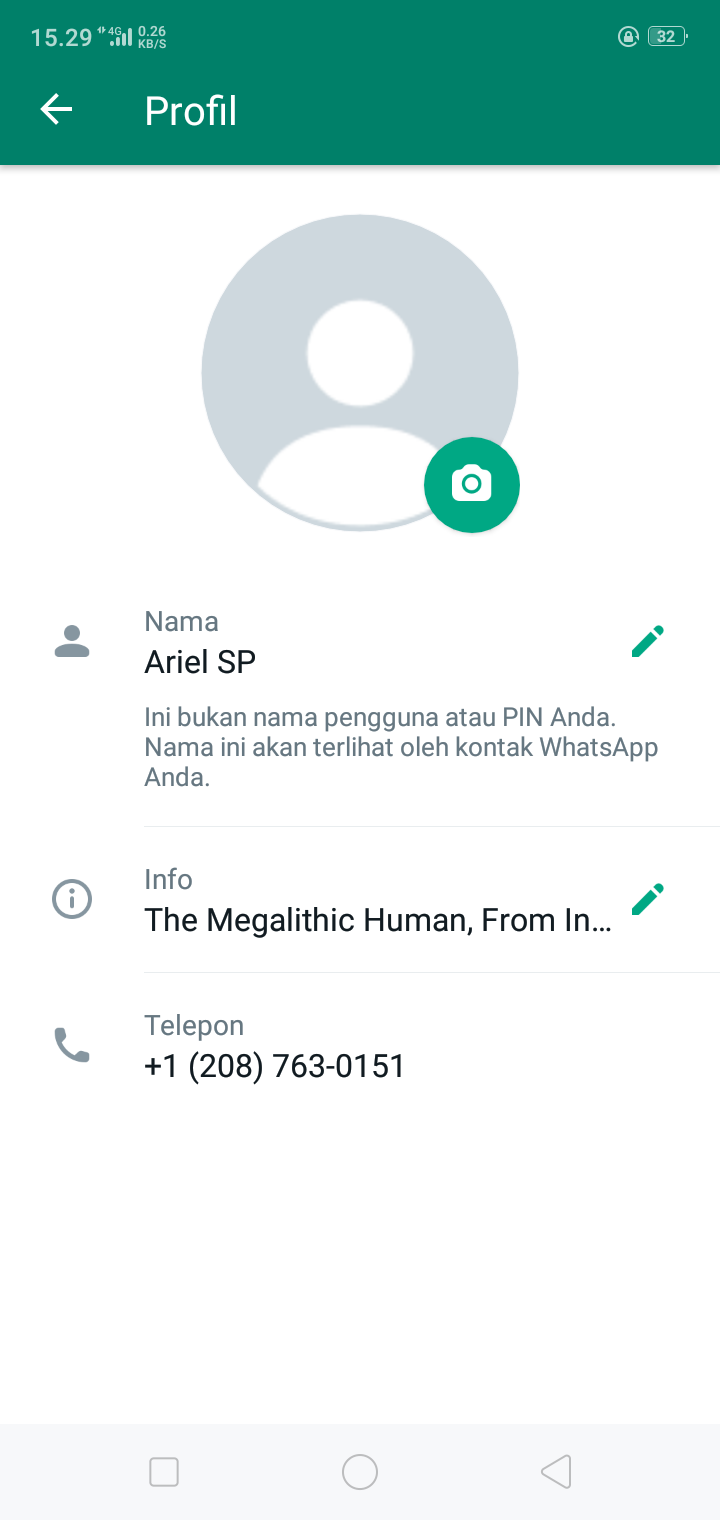 15.29 4G 0.26 KB/S 32
Profil
Nama
Ariel SP
Ini bukan nama pengguna atau PIN Anda.
Nama ini akan terlihat oleh kontak WhatsApp
Anda.
Info
The Megalithic Human, From In...
Telepon
+1 (208) 763-0151